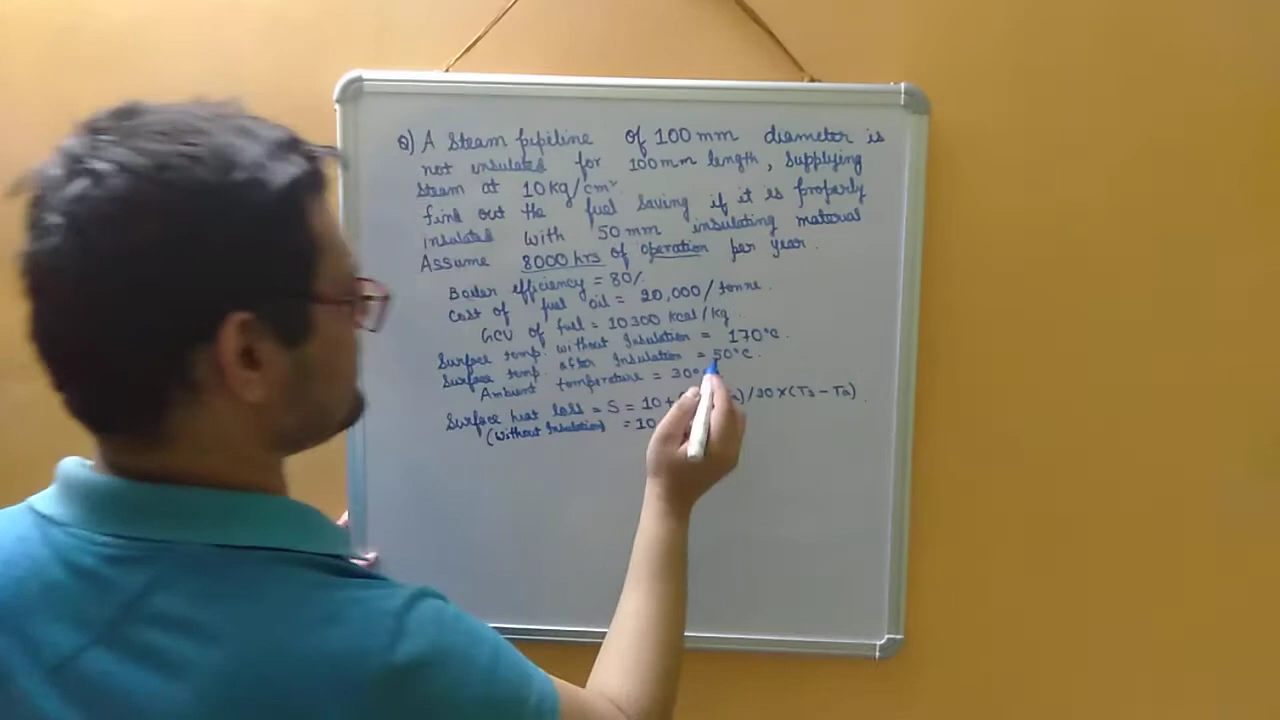 Q) A Steam pipeline of 100 mm diameter is
not insulated for 100 mm length, Supplying
Steam at 10 Kg/cm².
find out the fuel Saving if it is properly
insulated with 50 mm insulating material
Assume 8000 hrs of operation per year.
Boiler efficiency = 80%.
Cost of fuel oil = 20,000/tonne.
GCV of fuel = 10300 Kcal/kg.
Surface temp. without Insulation = 170°C.
Surface temp. after Insulation = 50°C.
Ambient temperature = 30°
Surface heat loss = S = 10+ )/20 x (Ts - Ta)
(without Insulation) = 10